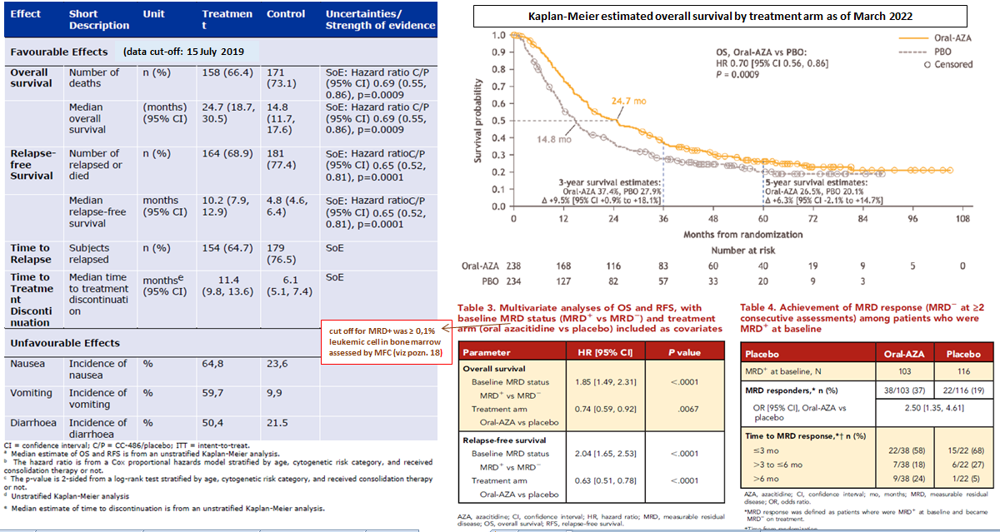 Effect Short Description Unit Treatmen t Control Uncertainties/ Strength of evidence
Favourable Effects (data cut-off: 15 July 2019
Overall survival Number of deaths n (%) 158 (66.4) 171 (73.1) SoE: Hazard ratio C/P (95% CI) 0.69 (0.55, 0.86), p=0.0009
Median overall survival (months) (95% CI) 24.7 (18.7, 30.5) 14.8 (11.7, 17.6) SoE: Hazard ratio C/P (95% CI) 0.69 (0.55, 0.86), p=0.0009
Relapse-free Survival Number of relapsed or died n (%) 164 (68.9) 181 (77.4) SoE: Hazard ratioC/P (95% CI) 0.65 (0.52, 0.81), p=0.0001
Median relapse-free survival months (95% CI) 10.2 (7.9, 12.9) 4.8 (4.6, 6.4) SoE: Hazard ratioC/P (95% CI) 0.65 (0.52, 0.81), p=0.0001
Time to Relapse Subjects relapsed n (%) 154 (64.7) 179 (76.5) SoE
Time to Treatme nt Disconti nuation Median time to treatment discontinuati on monthsᵉ (95% CI) 11.4 (9.8, 13.6) 6.1 (5.1, 7.4) SoE
Unfavourable Effects
Nausea Incidence of nausea % 64,8 23,6
Vomiting Incidence of vomiting % 59,7 9,9
Diarrhoea Incidence of diarrhoea % 50,4 21.5
CI = confidence interval; C/P = CC-486/placebo; ITT = intent-to-treat.
ᵃ Median estimate of OS and RFS is from an unstratified Kaplan-Meier analysis.
ᵇ The hazard ratio is from a Cox proportional hazards model stratified by age, cytogenetic risk category, and received
consolidation therapy or not.
ᶜ The p-value is 2-sided from a log-rank test stratified by age, cytogenetic risk category, and received consolidation therapy
or not.
ᵈ Unstratified Kaplan-Meier analysis
ᵉ Median estimate of time to discontinuation is from an unstratified Kaplan-Meier analysis.
cut off for MRD+ was ≥ 0,1%
leukemic cell in bone marrow
assessed by MFC (viz pozn. 18)
Kaplan-Meier estimated overall survival by treatment arm as of March 2022
Survival probability
1.0
0.9
0.8
0.7
0.6
0.5
0.4
0.3
0.2
0.1
0.0
OS, Oral-AZA vs PBO:
HR 0.70 [95% CI 0.56, 0.86]
P = 0.0009
Oral-AZA
PBO
Censored
24.7 mo
14.8 mo
3-year survival estimates:
Oral-AZA 37.4%, PBO 27.9%
Δ +9.5% [95% CI +0.9% to +18.1%]
5-year survival estimates:
Oral-AZA 26.5%, PBO 20.1%
Δ +6.3% [95% CI -2.1% to +14.7%]
0 12 24 36 48 60 72 84 96 108
Months from randomization
Number at risk
Oral-AZA 238 168 116 83 60 40 19 9 5 0
PBO 234 127 82 57 33 20 9 3
Table 3. Multivariate analyses of OS and RFS, with
baseline MRD status (MRD⁺ vs MRD⁻) and treatment
arm (oral azacitidine vs placebo) included as covariates
Parameter HR [95% CI] P value
Overall survival
Baseline MRD status 1.85 [1.49, 2.31] <.0001
MRD⁺ vs MRD⁻
Treatment arm 0.74 [0.59, 0.92] .0067
Oral-AZA vs placebo
Relapse-free survival
Baseline MRD status 2.04 [1.65, 2.53] <.0001
MRD⁺ vs MRD⁻
Treatment arm 0.63 [0.51, 0.78] <.0001
Oral-AZA vs placebo
AZA, azacitidine; CI, confidence interval; HR, hazard ratio; MRD, measurable residual
disease; OS, overall survival; RFS, relapse-free survival.
Table 4. Achievement of MRD response (MRD⁻ at ≥2
consecutive assessments) among patients who were
MRD⁺ at baseline
Placebo Oral-AZA Placebo
MRD⁺ at baseline, N 103 116
MRD responders,* n (%) 38/103 (37) 22/116 (19)
OR [95% CI], Oral-AZA vs placebo 2.50 [1.35, 4.61]
Time to MRD response,*† n (%)
≤3 mo 22/38 (58) 15/22 (68)
>3 to ≤6 mo 7/38 (18) 6/22 (27)
>6 mo 9/38 (24) 1/22 (5)
AZA, azacitidine; CI, confidence interval; mo, months; MRD, measurable residual
disease; OR, odds ratio.
*MRD response was defined as patients where were MRD⁺ at baseline and became
MRD⁻ on treatment.
†Time from randomization